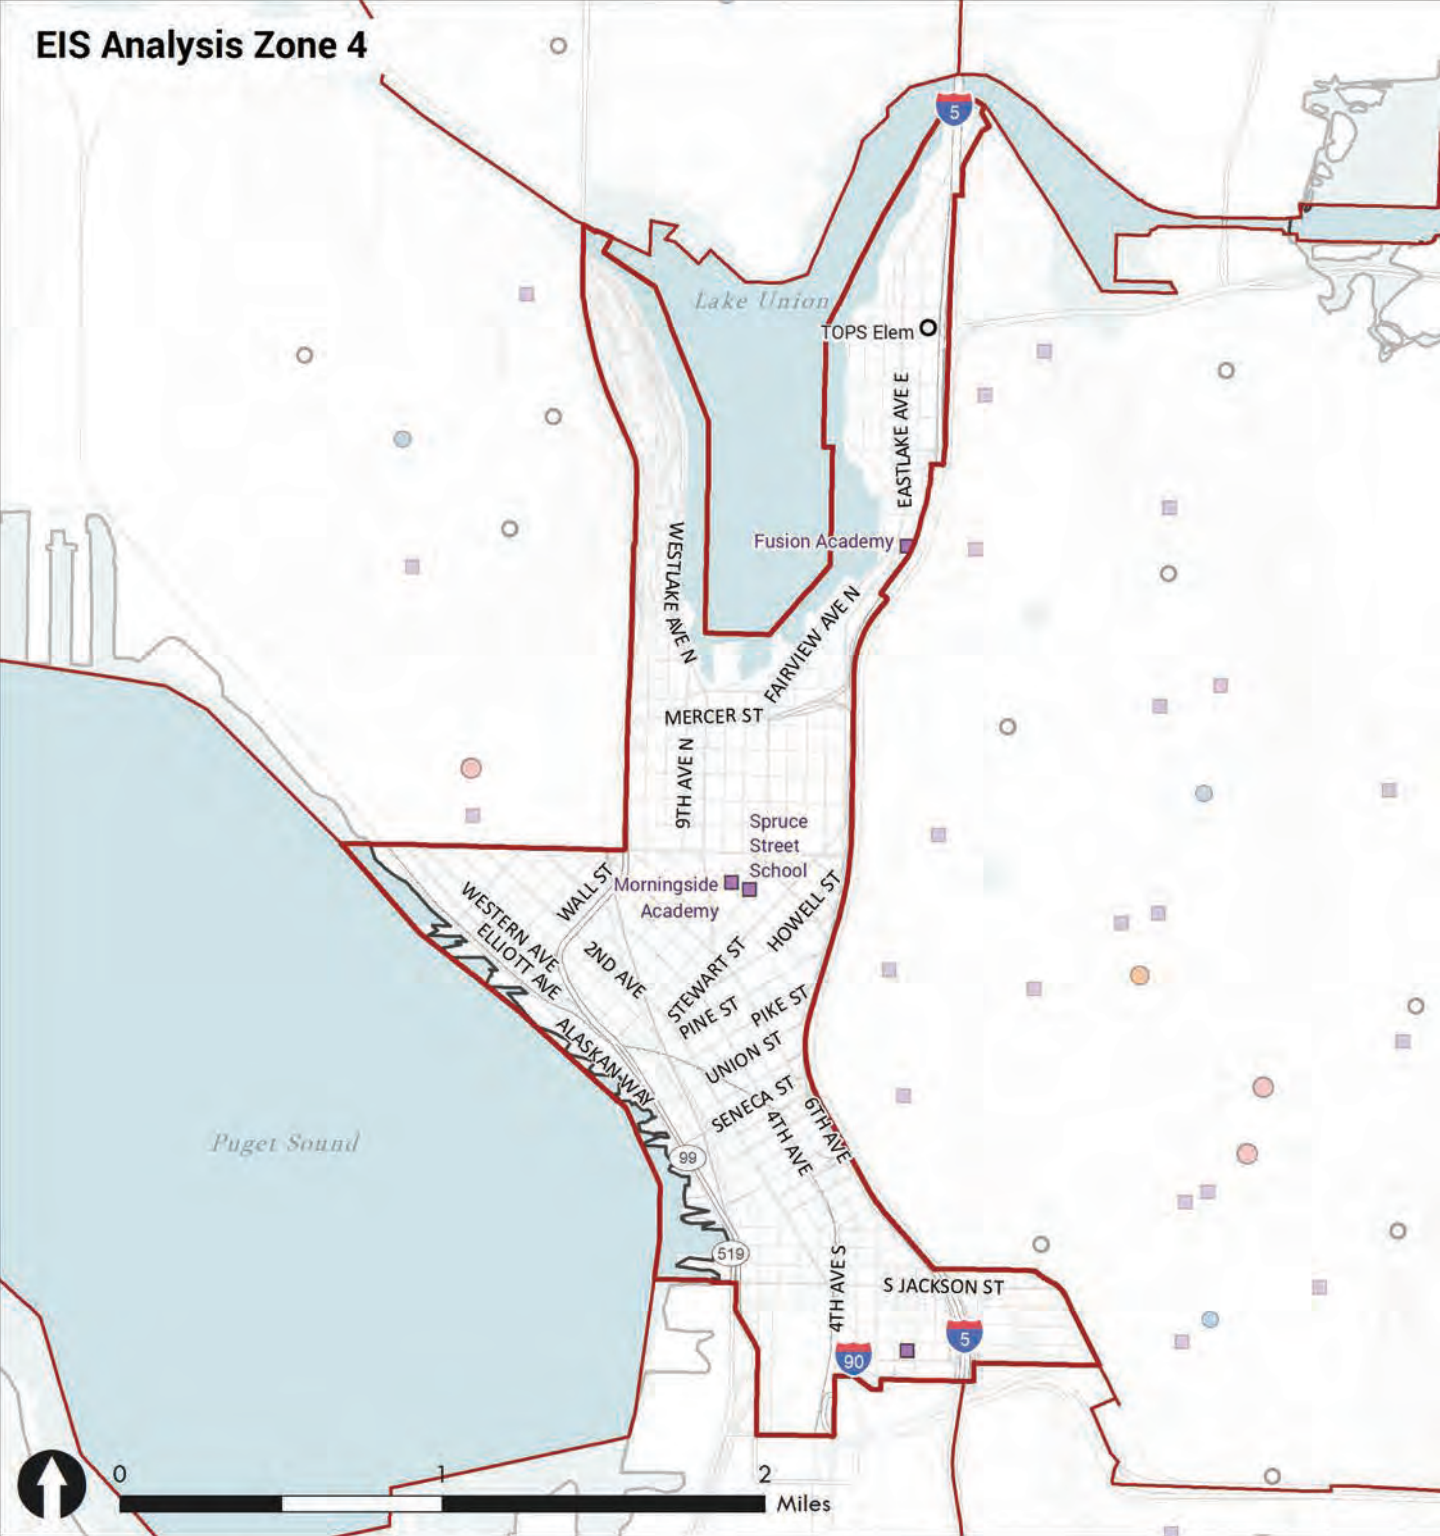 EIS Analysis Zone 4
5
Lake Union
TOPS Elem
EASTLAKE AVE E
Fusion Academy
WESTLAKE AVE N
FAIRVIEW AVE N
MERCER ST
9TH AVE N
Spruce
Street
School
Morningside
Academy
WALL ST
HOWELL ST
WESTERN AVE
ELLIOTT AVE
2ND AVE
STEWART ST
PINE ST
PIKE ST
ALASKAN WAY
UNION ST
SENECA ST
4TH AVE
6TH AVE
Puget Sound
99
519
4TH AVE S
S JACKSON ST
5
90
0
1
2
Miles